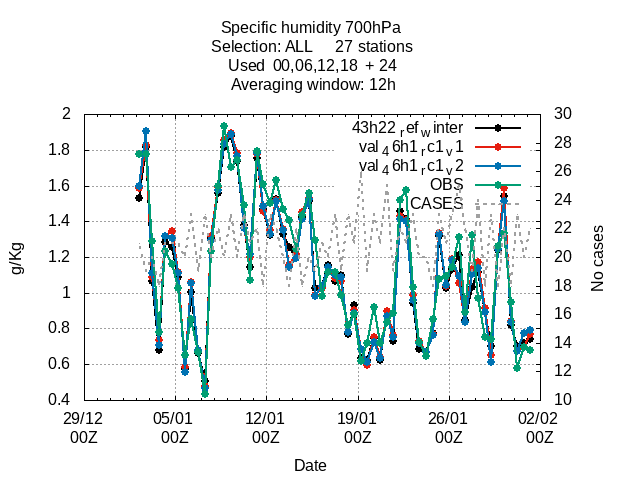 Specific humidity 700hPa
Selection: ALL 27 stations
Used 00,06,12,18 + 24
Averaging window: 12h
43h22_ref_winter
val_46h1_rc1_v1
val_46h1_rc1_v2
OBS
CASES
2
1.8
1.6
1.4
1.2
1
0.8
0.6
0.4
g/Kg
30
28
26
24
22
20
18
16
14
12
10
No cases
29/12 05/01 12/01 19/01 26/01 02/02
00Z 00Z 00Z 00Z 00Z 00Z
Date